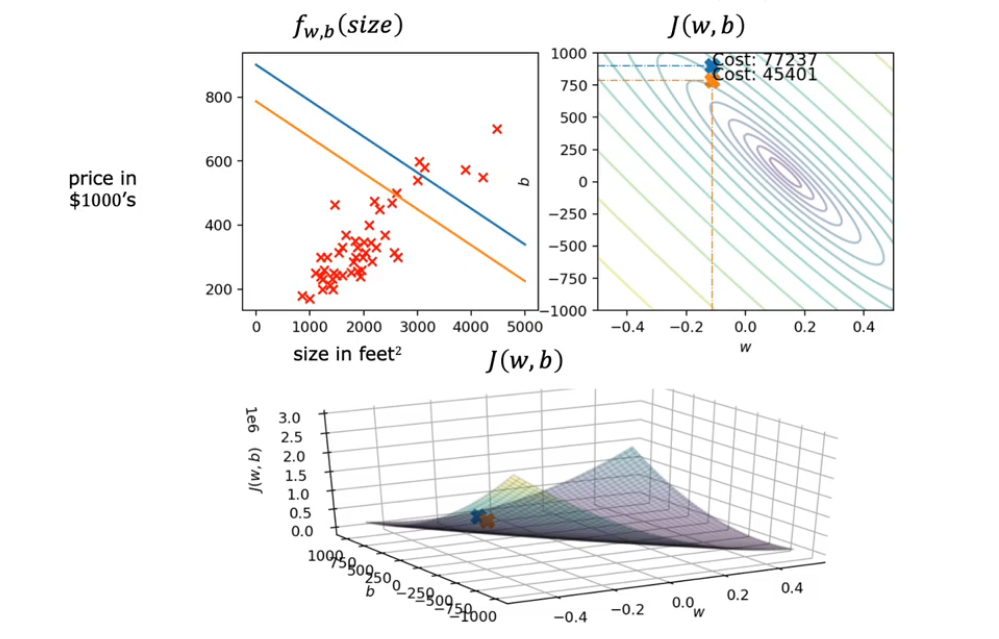 f_{w,b}(size)
J(w,b)
price in
$1000's
800
600
400
200
0 1000 2000 3000 4000 5000
size in feet²
Cost: 77237
Cost: 45401
b
1000
750
500
250
0
−250
−500
−750
−1000
−0.4 −0.2 0.0 0.2 0.4
w
J(w,b)
1e6
J(w,b)
3.0
2.5
2.0
1.5
1.0
0.5
0.0
1000
750
500
250
0
−250
−500
−750
−1000
b
−0.4 −0.2 0.0 0.2 0.4
w